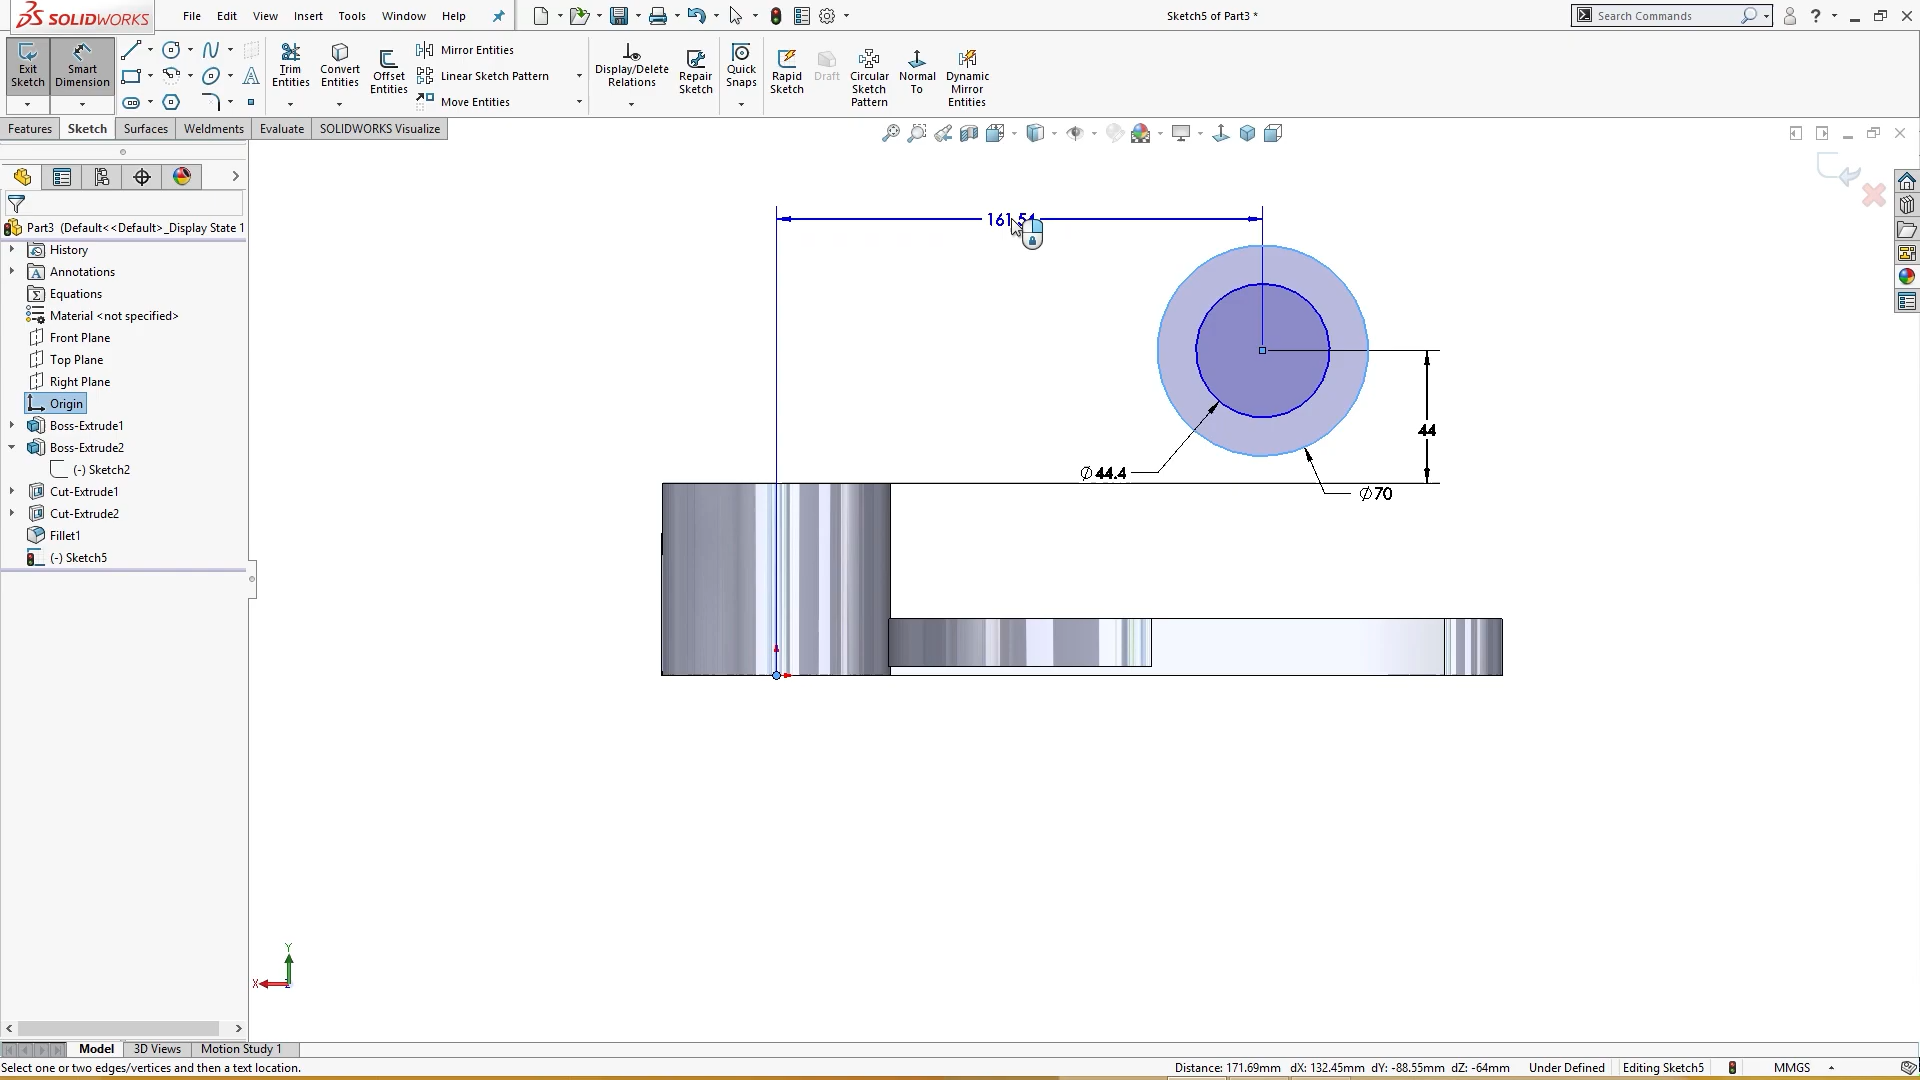 SOLIDWORKS
File
Edit
View
Insert
Tools
Window
Help
Sketch5 of Part3 *
Search Commands
Exit Sketch
Smart Dimension
Trim Entities
Convert Entities
Offset Entities
Mirror Entities
Linear Sketch Pattern
Move Entities
Display/Delete Relations
Repair Sketch
Quick Snaps
Rapid Sketch
Draft
Circular Sketch Pattern
Normal To
Dynamic Mirror Entities
Features
Sketch
Surfaces
Weldments
Evaluate
SOLIDWORKS Visualize
Part3 (Default<<Default>_Display State 1
History
Annotations
Equations
Material <not specified>
Front Plane
Top Plane
Right Plane
Origin
Boss-Extrude1
Boss-Extrude2
(-) Sketch2
Cut-Extrude1
Cut-Extrude2
Fillet1
(-) Sketch5
161.54
44
∅44.4
∅70
Y
X
Model
3D Views
Motion Study 1
Select one or two edges/vertices and then a text location.
Distance: 171.69mm dX: 132.45mm dY: -88.55mm dZ: -64mm
Under Defined
Editing Sketch5
MMGS